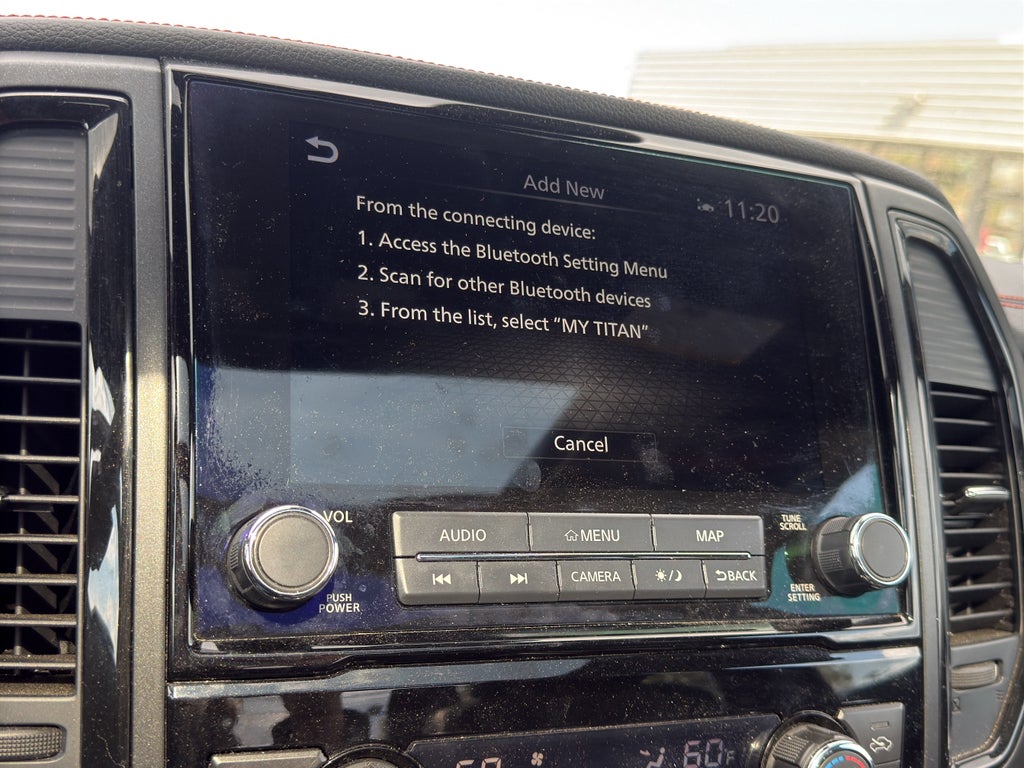 Add New
11:20
From the connecting device:
1. Access the Bluetooth Setting Menu
2. Scan for other Bluetooth devices
3. From the list, select “MY TITAN”
Cancel
VOL
PUSH
POWER
AUDIO
MENU
MAP
CAMERA
BACK
TUNE
SCROLL
ENTER
SETTING
60F